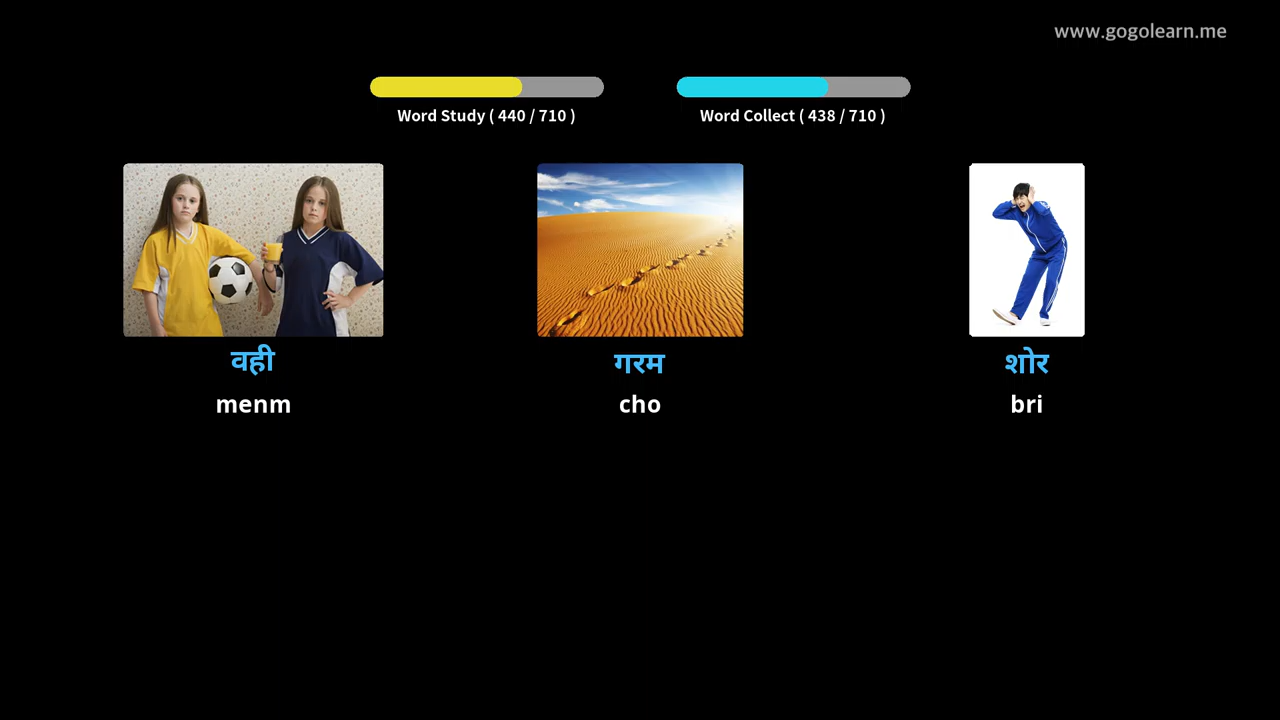 www.gogolearn.me
Word Study ( 440 / 710 )
Word Collect ( 438 / 710 )
वही
गरम
शोर
menm
cho
bri